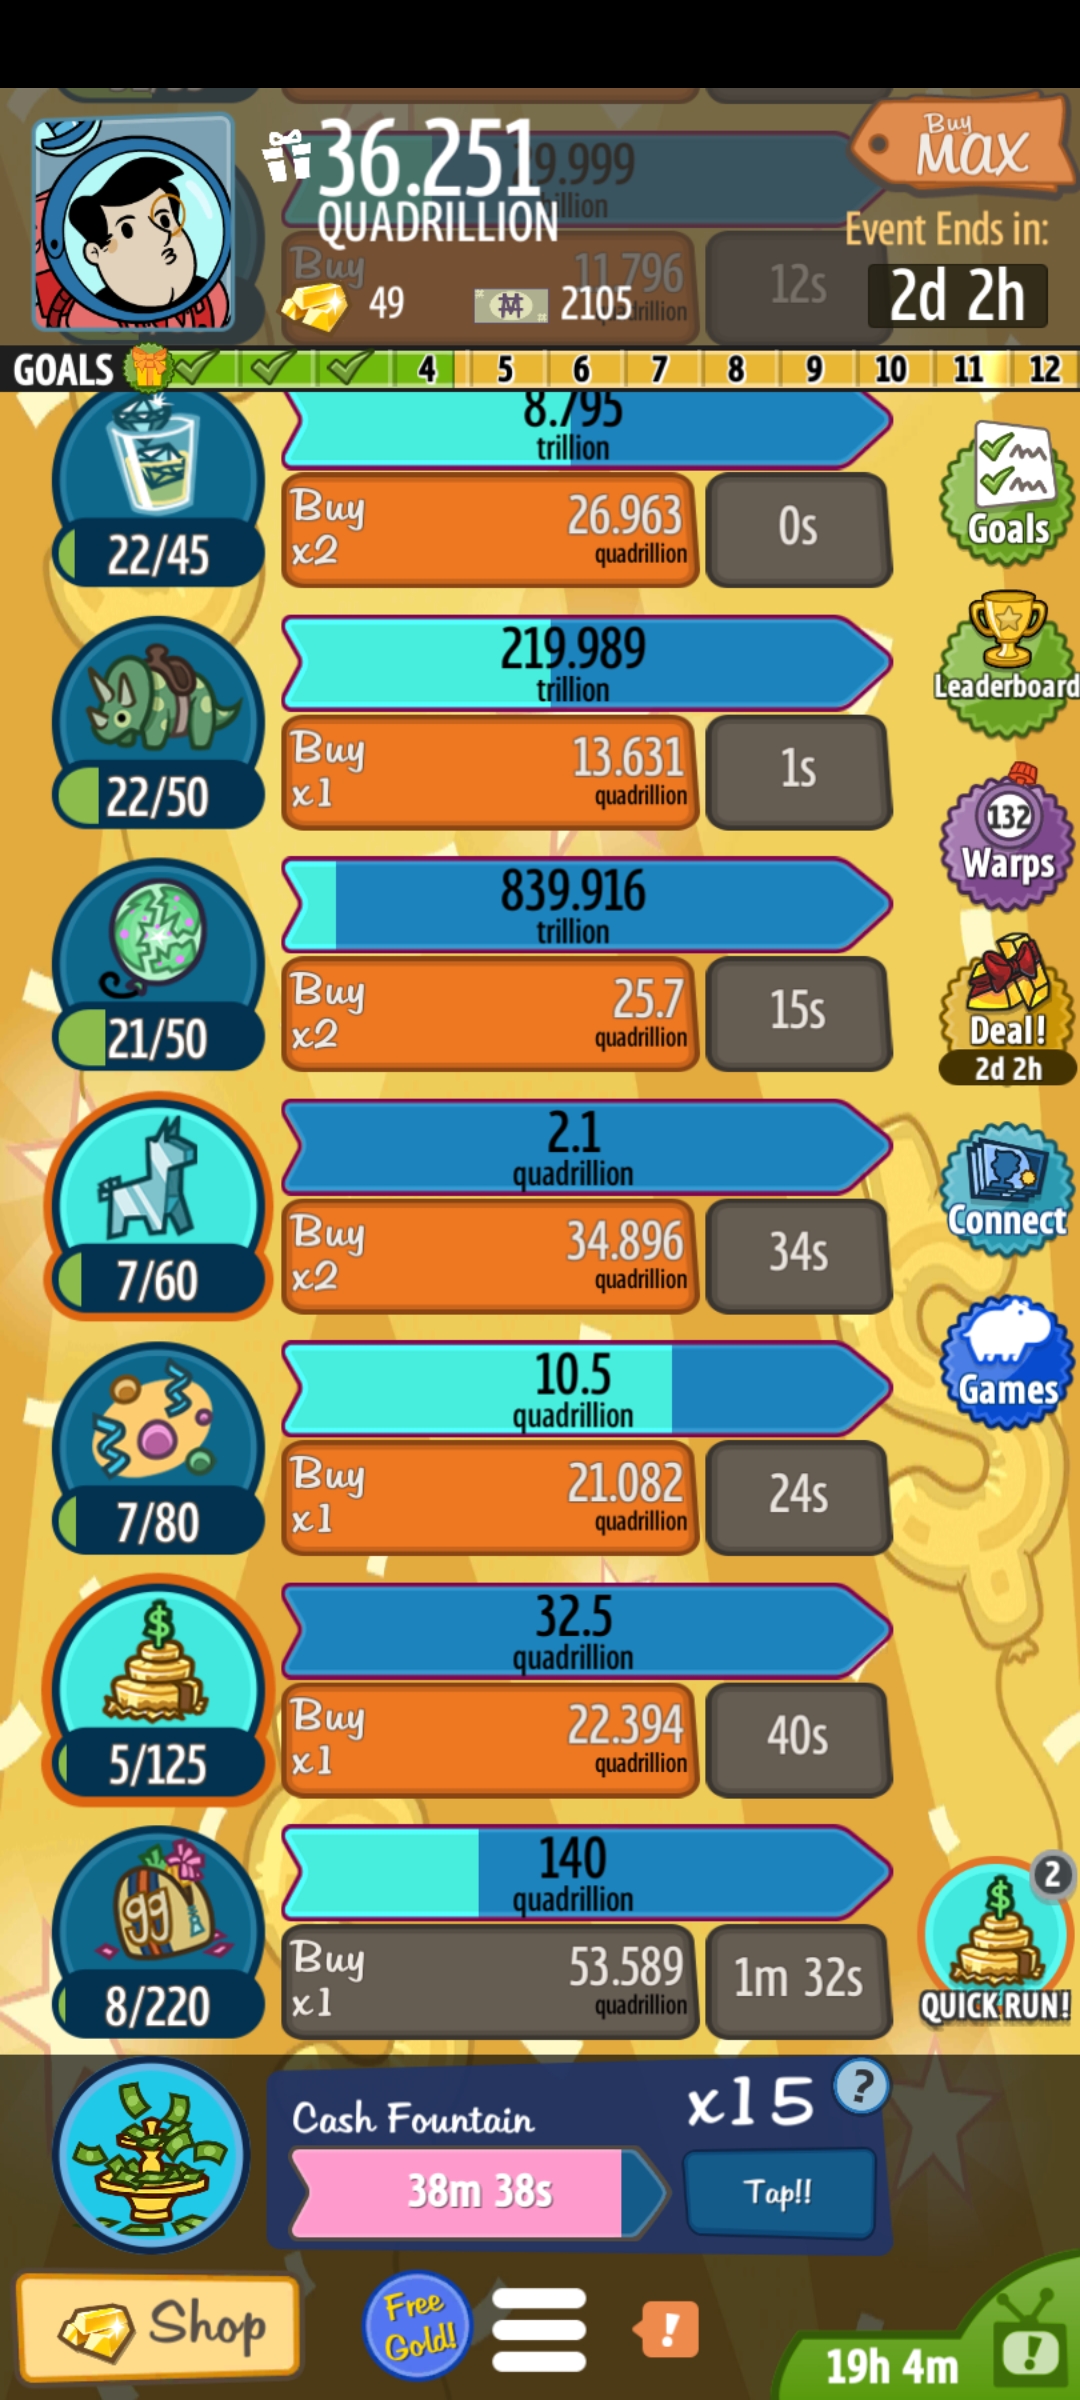 36.251
QUADRILLION
49
2105
Buy
MAX
Event Ends in:
2d 2h
9.999
Buy
11.796
12s
GOALS 4 5 6 7 8 9 10 11 12
8.795
trillion
Buy
x2
26.963
quadrillion
0s
22/45
Goals
219.989
trillion
Buy
x1
13.631
quadrillion
1s
22/50
Leaderboard
839.916
trillion
Buy
x2
25.7
quadrillion
15s
21/50
132
Warps
Deal!
2d 2h
2.1
quadrillion
Buy
x2
34.896
quadrillion
34s
7/60
Connect
10.5
quadrillion
Buy
x1
21.082
quadrillion
24s
7/80
Games
$
32.5
quadrillion
Buy
x1
22.394
quadrillion
40s
5/125
99
140
quadrillion
Buy
x1
53.589
quadrillion
1m 32s
8/220
2
$
QUICK RUN!
Cash Fountain
x15
?
38m 38s
Tap!!
Shop
Free
Gold!
!
19h 4m
!